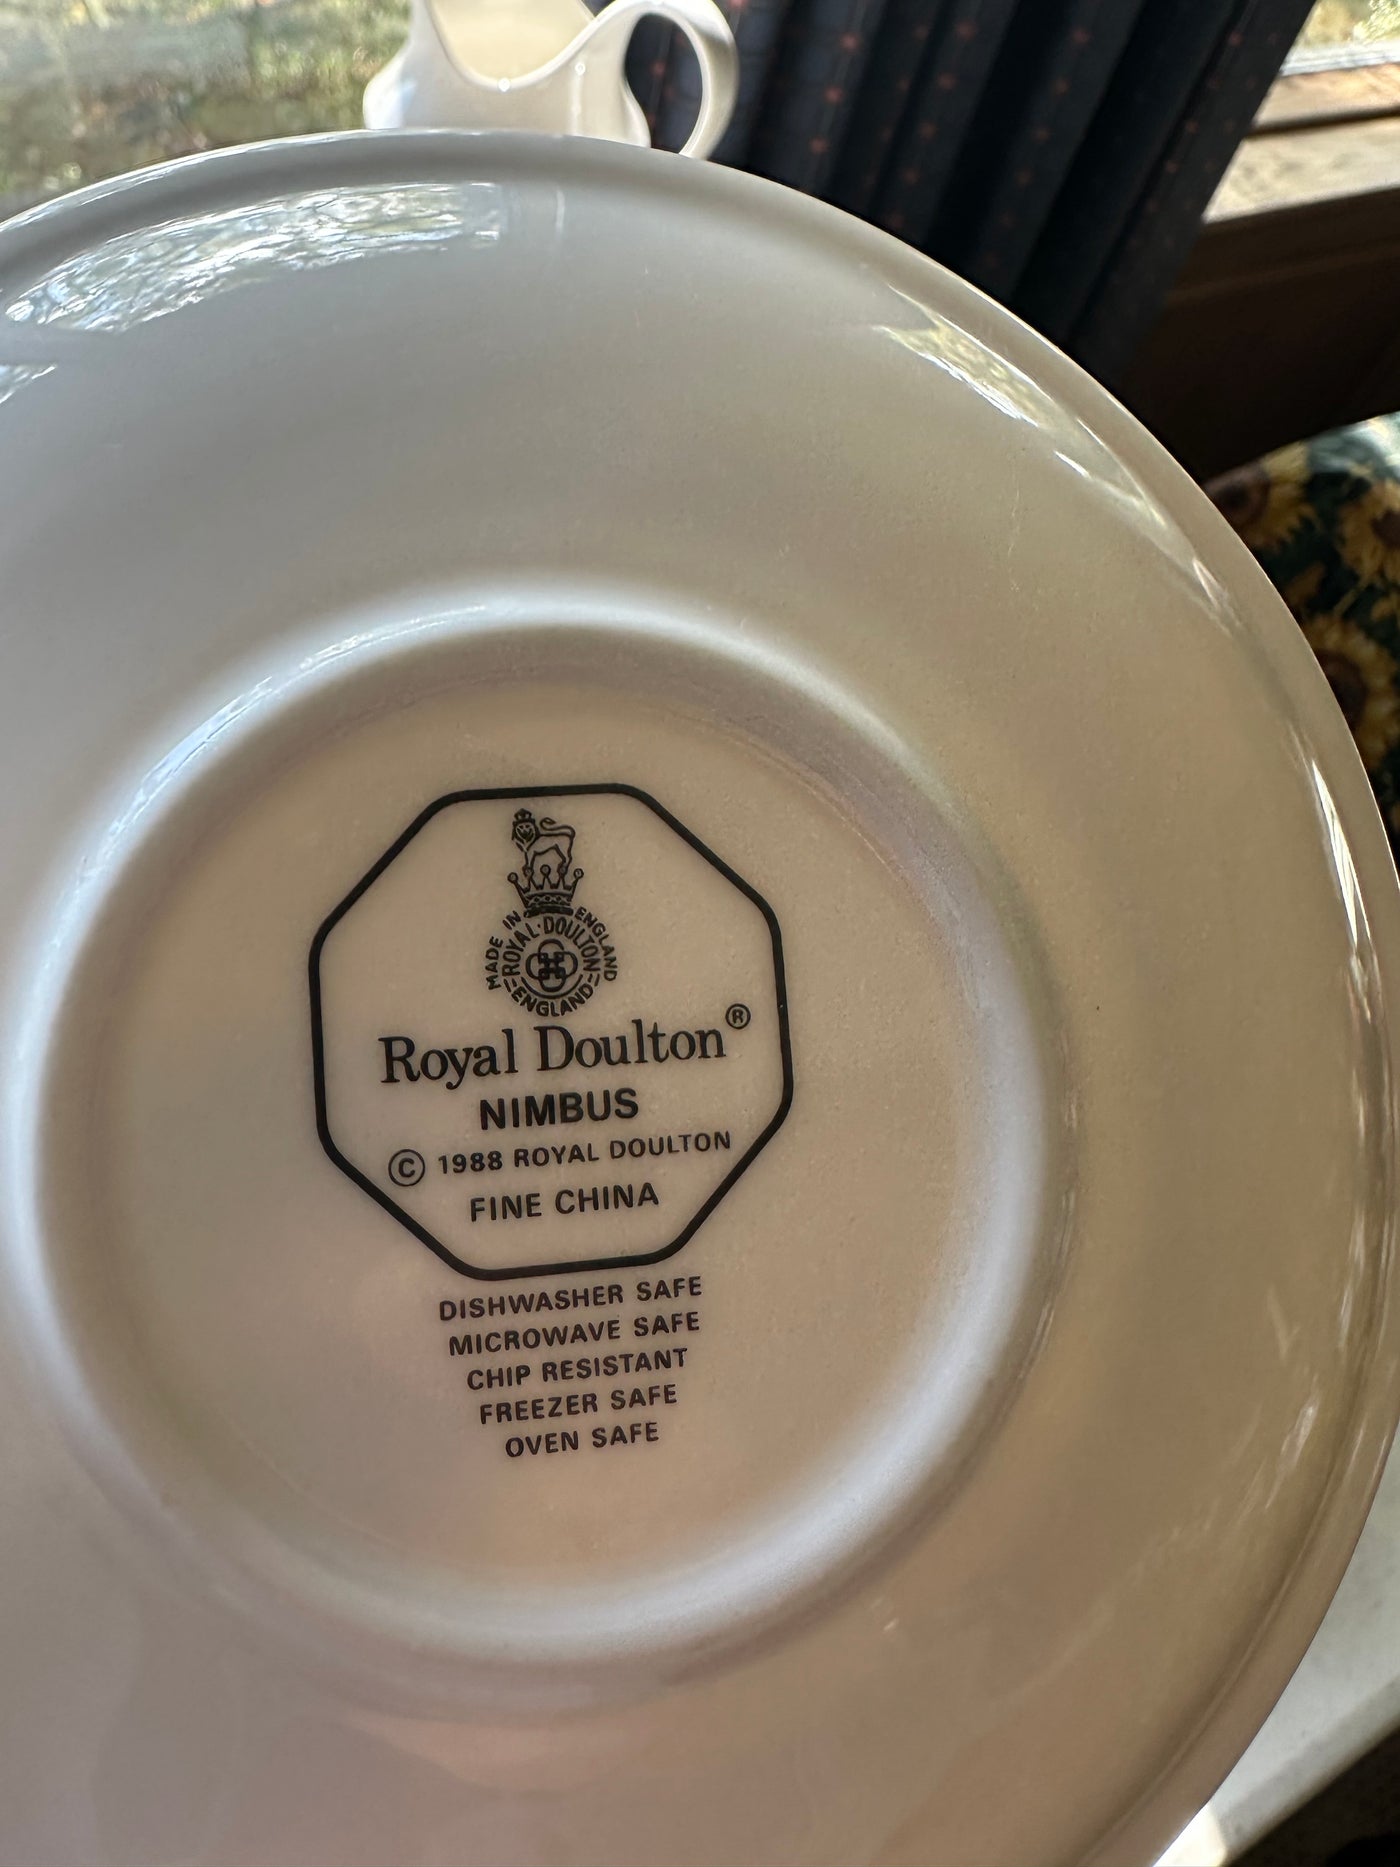 MADE IN ENGLAND
ROYAL·DOULTON
ENGLAND
Royal Doulton®
NIMBUS
© 1988 ROYAL DOULTON
FINE CHINA
DISHWASHER SAFE
MICROWAVE SAFE
CHIP RESISTANT
FREEZER SAFE
OVEN SAFE